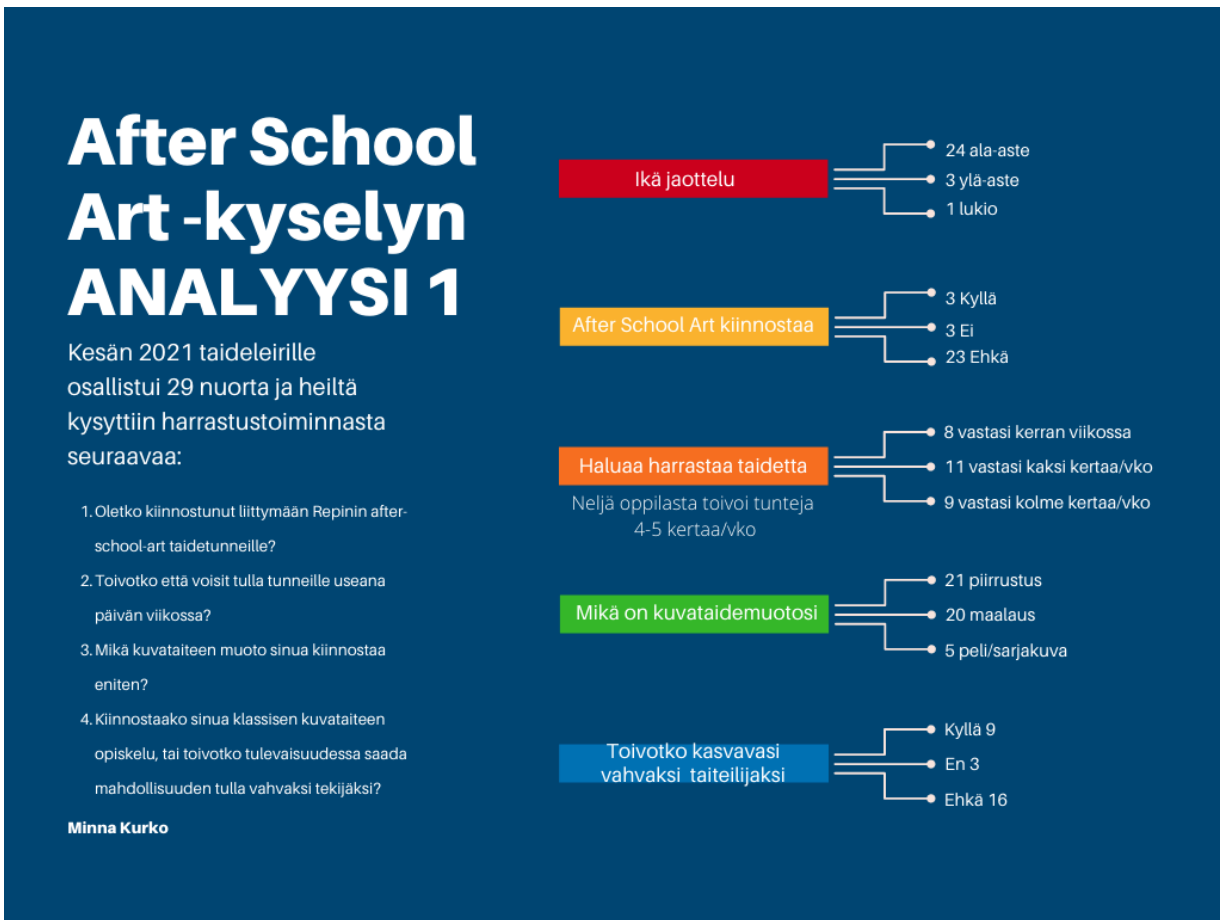 After School
Art -kyselyn
ANALYYSI 1
Kesän 2021 taideleirille
osallistui 29 nuorta ja heiltä
kysyttiin harrastustoiminnasta
seuraavaa:
1. Oletko kiinnostunut liittymään Repinin after-
school-art taidetunneille?
2. Toivotko että voisit tulla tunneille useana
päivän viikossa?
3. Mikä kuvataiteen muoto sinua kiinnostaa
eniten?
4. Kiinnostaako sinua klassisen kuvataiteen
opiskelu, tai toivotko tulevaisuudessa saada
mahdollisuuden tulla vahvaksi tekijäksi?
Minna Kurko
Ikä jaottelu
24 ala-aste
3 ylä-aste
1 lukio
After School Art kiinnostaa
3 Kyllä
3 Ei
23 Ehkä
Haluaa harrastaa taidetta
Neljä oppilasta toivoi tunteja
4-5 kertaa/vko
8 vastasi kerran viikossa
11 vastasi kaksi kertaa/vko
9 vastasi kolme kertaa/vko
Mikä on kuvataidemuotosi
21 piirrustus
20 maalaus
5 peli/sarjakuva
Toivotko kasvavasi
vahvaksi taiteilijaksi
Kyllä 9
En 3
Ehkä 16